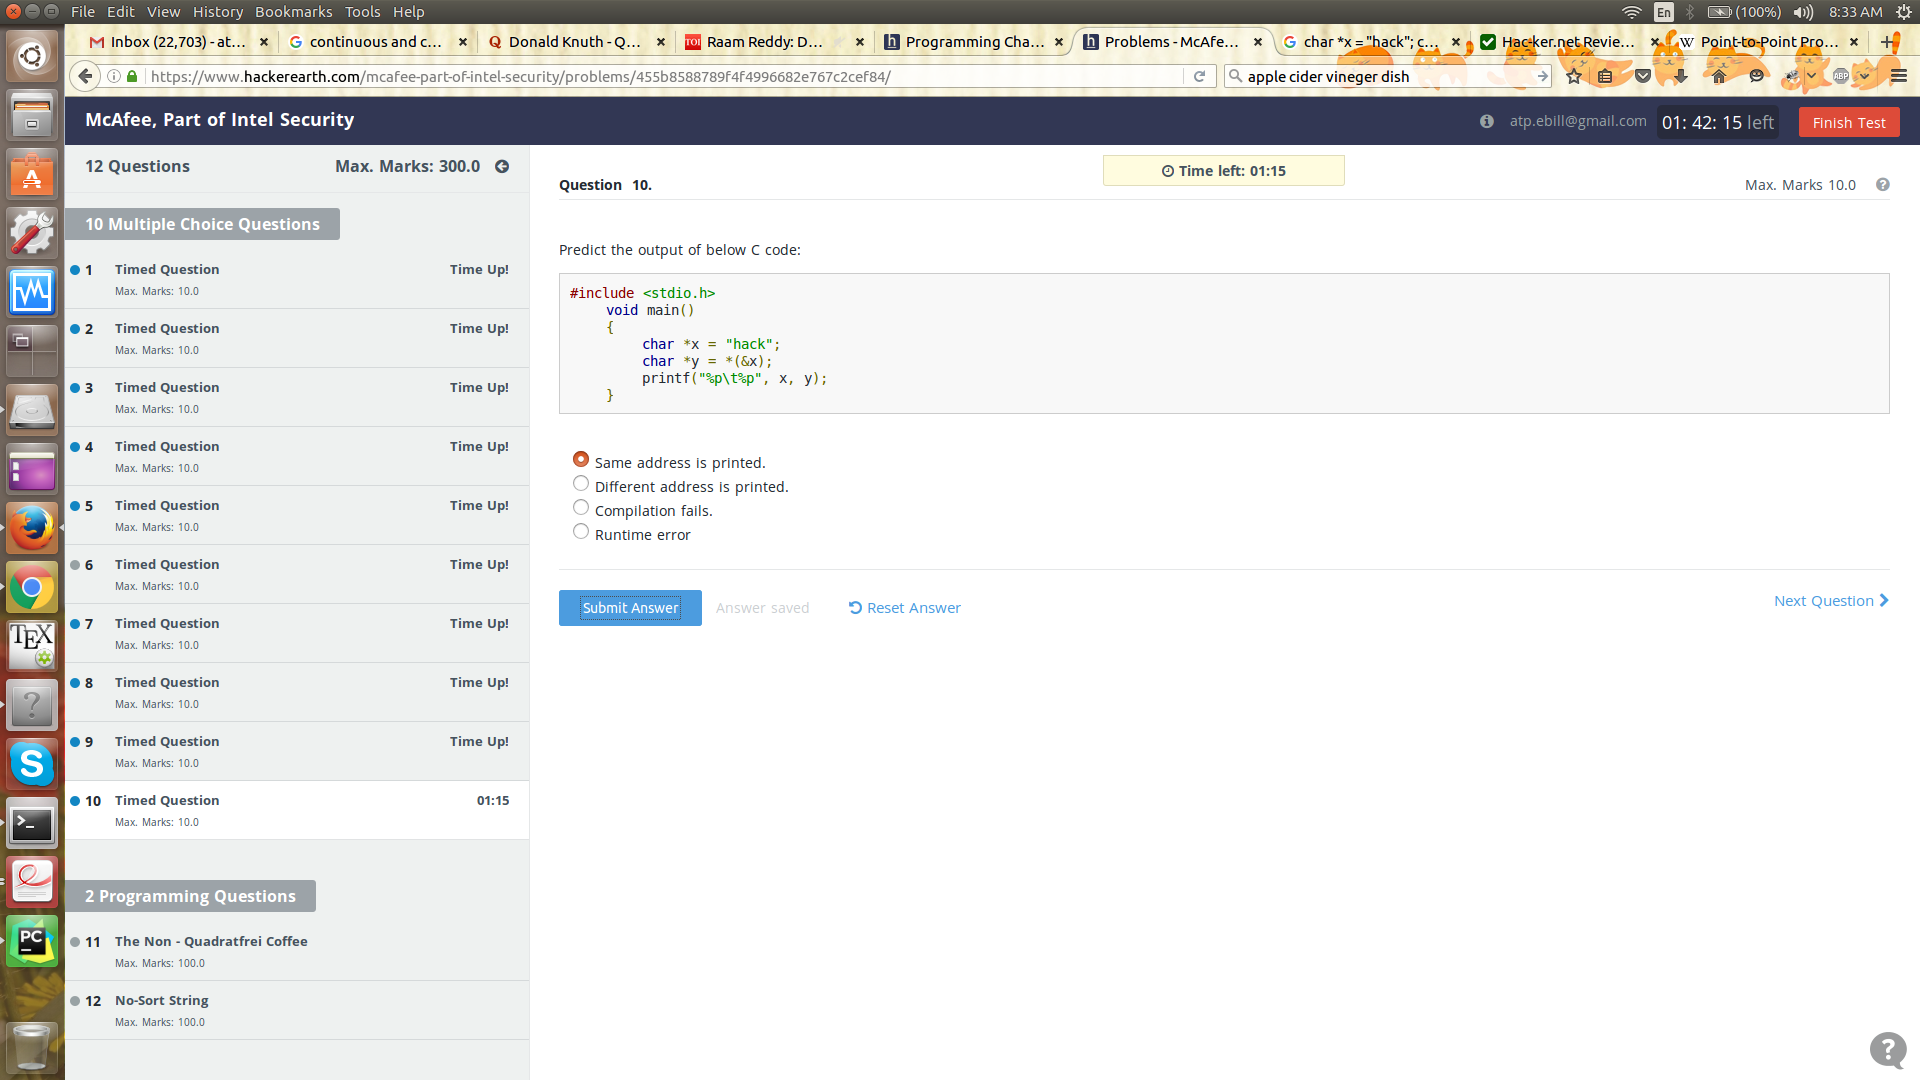 File Edit View History Bookmarks Tools Help
En (100%) 8:33 AM
Inbox (22,703) - at...
continuous and c...
Donald Knuth - Q...
TOI Raam Reddy: D...
h Programming Cha...
h Problems - McAfe...
char *x = "hack"; c...
Hacker.net Revie...
W Point-to-Point Pro...
https://www.hackerearth.com/mcafee-part-of-intel-security/problems/455b8588789f4f4996682e767c2cef84/
apple cider vineger dish
ABP
McAfee, Part of Intel Security
atp.ebill@gmail.com
01: 42: 15 left
Finish Test
12 Questions
Max. Marks: 300.0
10 Multiple Choice Questions
1 Timed Question Time Up!
Max. Marks: 10.0
2 Timed Question Time Up!
Max. Marks: 10.0
3 Timed Question Time Up!
Max. Marks: 10.0
4 Timed Question Time Up!
Max. Marks: 10.0
5 Timed Question Time Up!
Max. Marks: 10.0
6 Timed Question Time Up!
Max. Marks: 10.0
7 Timed Question Time Up!
Max. Marks: 10.0
8 Timed Question Time Up!
Max. Marks: 10.0
9 Timed Question Time Up!
Max. Marks: 10.0
10 Timed Question 01:15
Max. Marks: 10.0
2 Programming Questions
11 The Non - Quadratfrei Coffee
Max. Marks: 100.0
12 No-Sort String
Max. Marks: 100.0
Time left: 01:15
Question 10.
Max. Marks 10.0
Predict the output of below C code:
#include <stdio.h>
void main()
{
char *x = "hack";
char *y = *(&x);
printf("%p\t%p", x, y);
}
Same address is printed.
Different address is printed.
Compilation fails.
Runtime error
Submit Answer
Answer saved
Reset Answer
Next Question
TEX
PC